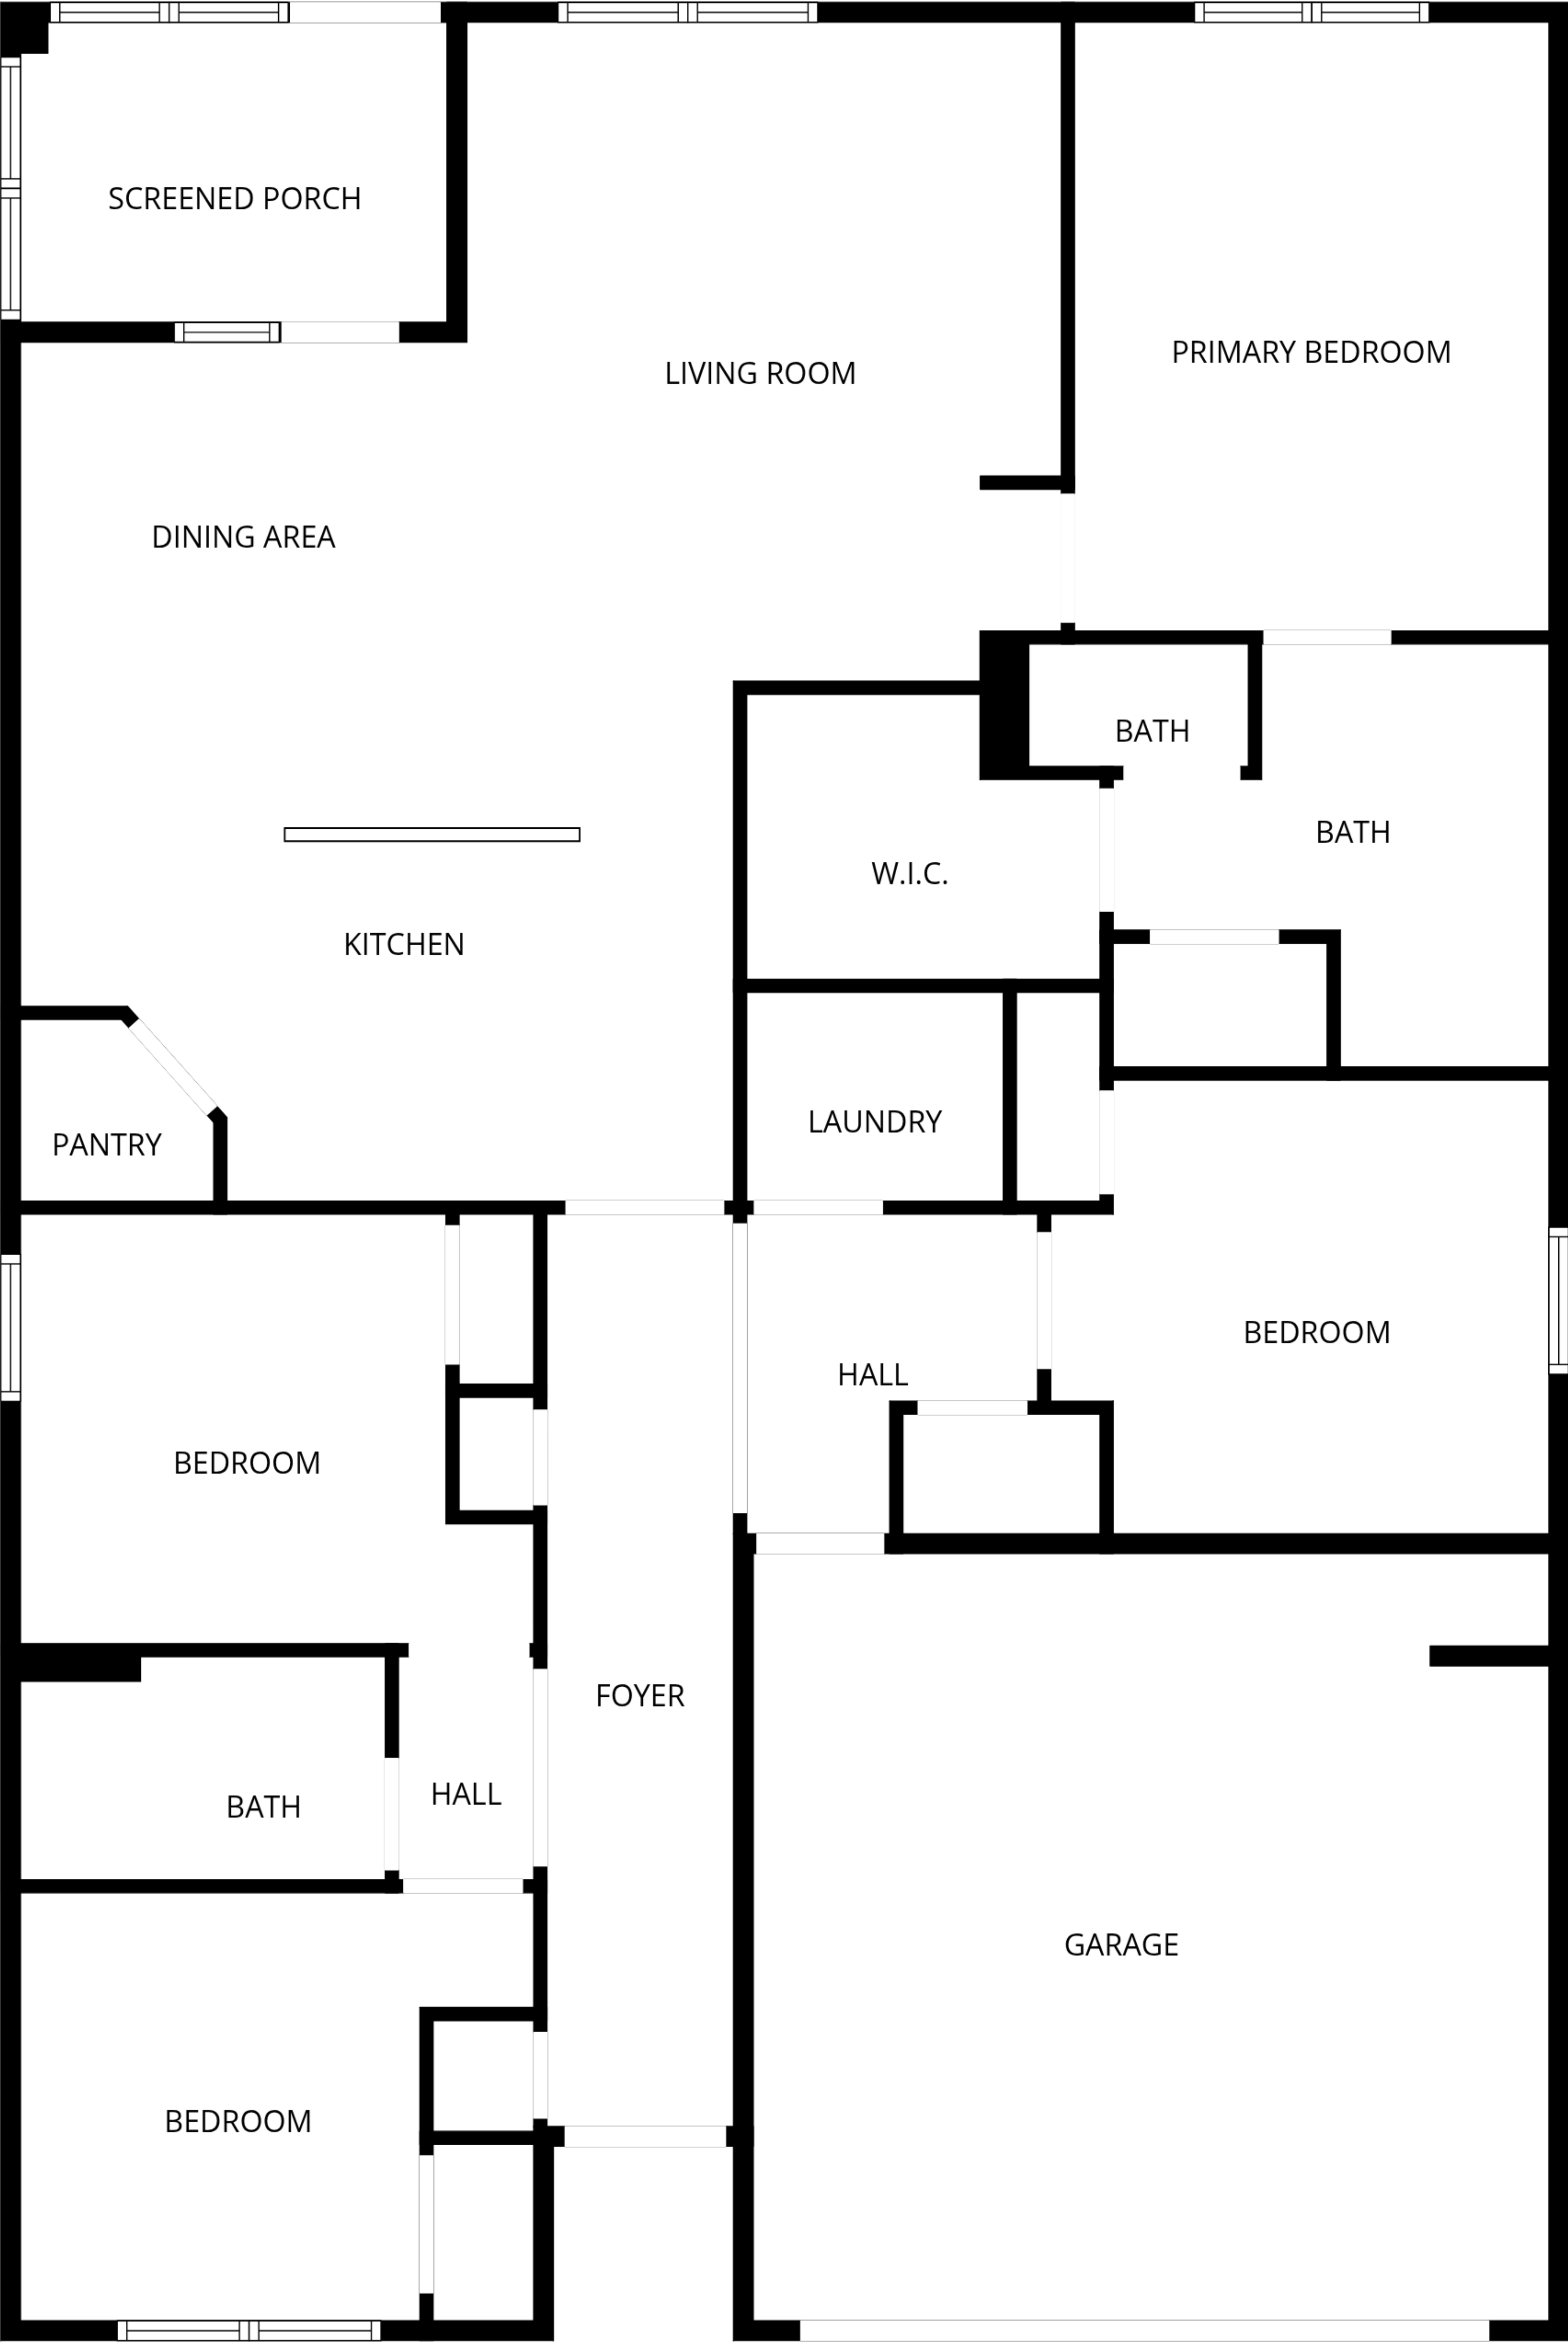 SCREENED PORCH
PRIMARY BEDROOM
LIVING ROOM
DINING AREA
BATH
BATH
W.I.C.
KITCHEN
LAUNDRY
PANTRY
BEDROOM
HALL
BEDROOM
FOYER
HALL
BATH
GARAGE
BEDROOM